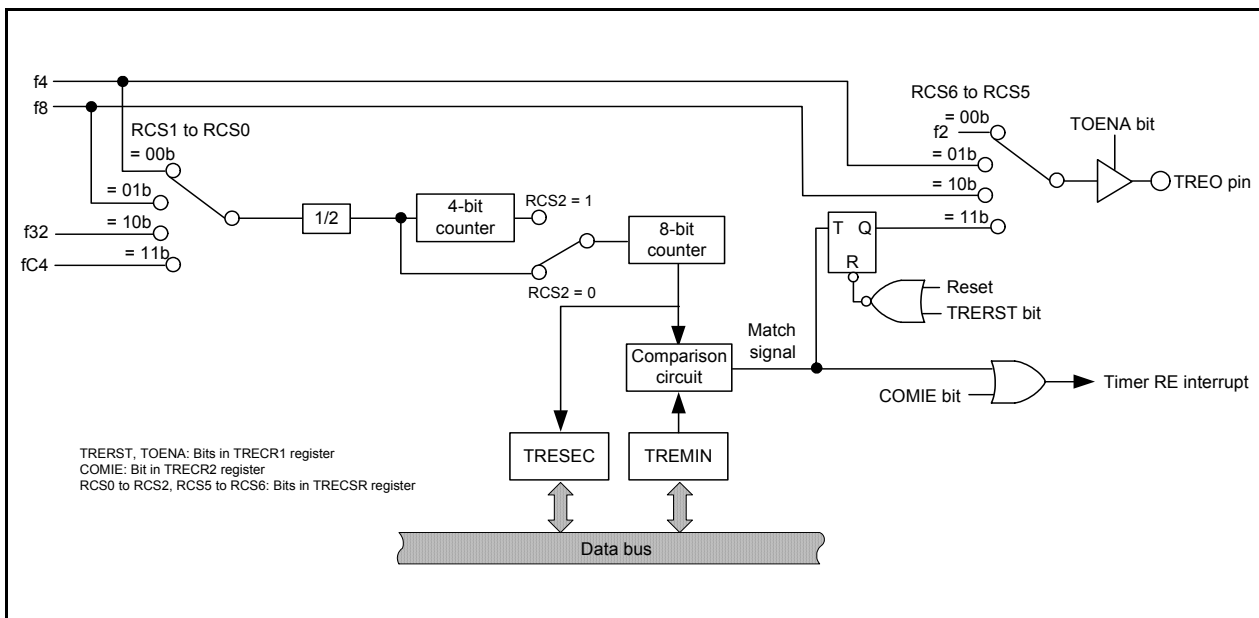 f4
f8
RCS1 to RCS0
= 00b
= 01b
f32
= 10b
fC4
= 11b
1/2
4-bit
counter
RCS2 = 1
RCS2 = 0
8-bit
counter
RCS6 to RCS5
= 00b
f2
= 01b
= 10b
= 11b
TOENA bit
TREO pin
T Q
R
Reset
TRERST bit
Match
signal
Comparison
circuit
COMIE bit
Timer RE interrupt
TRESEC
TREMIN
TRERST, TOENA: Bits in TRECR1 register
COMIE: Bit in TRECR2 register
RCS0 to RCS2, RCS5 to RCS6: Bits in TRECSR register
Data bus